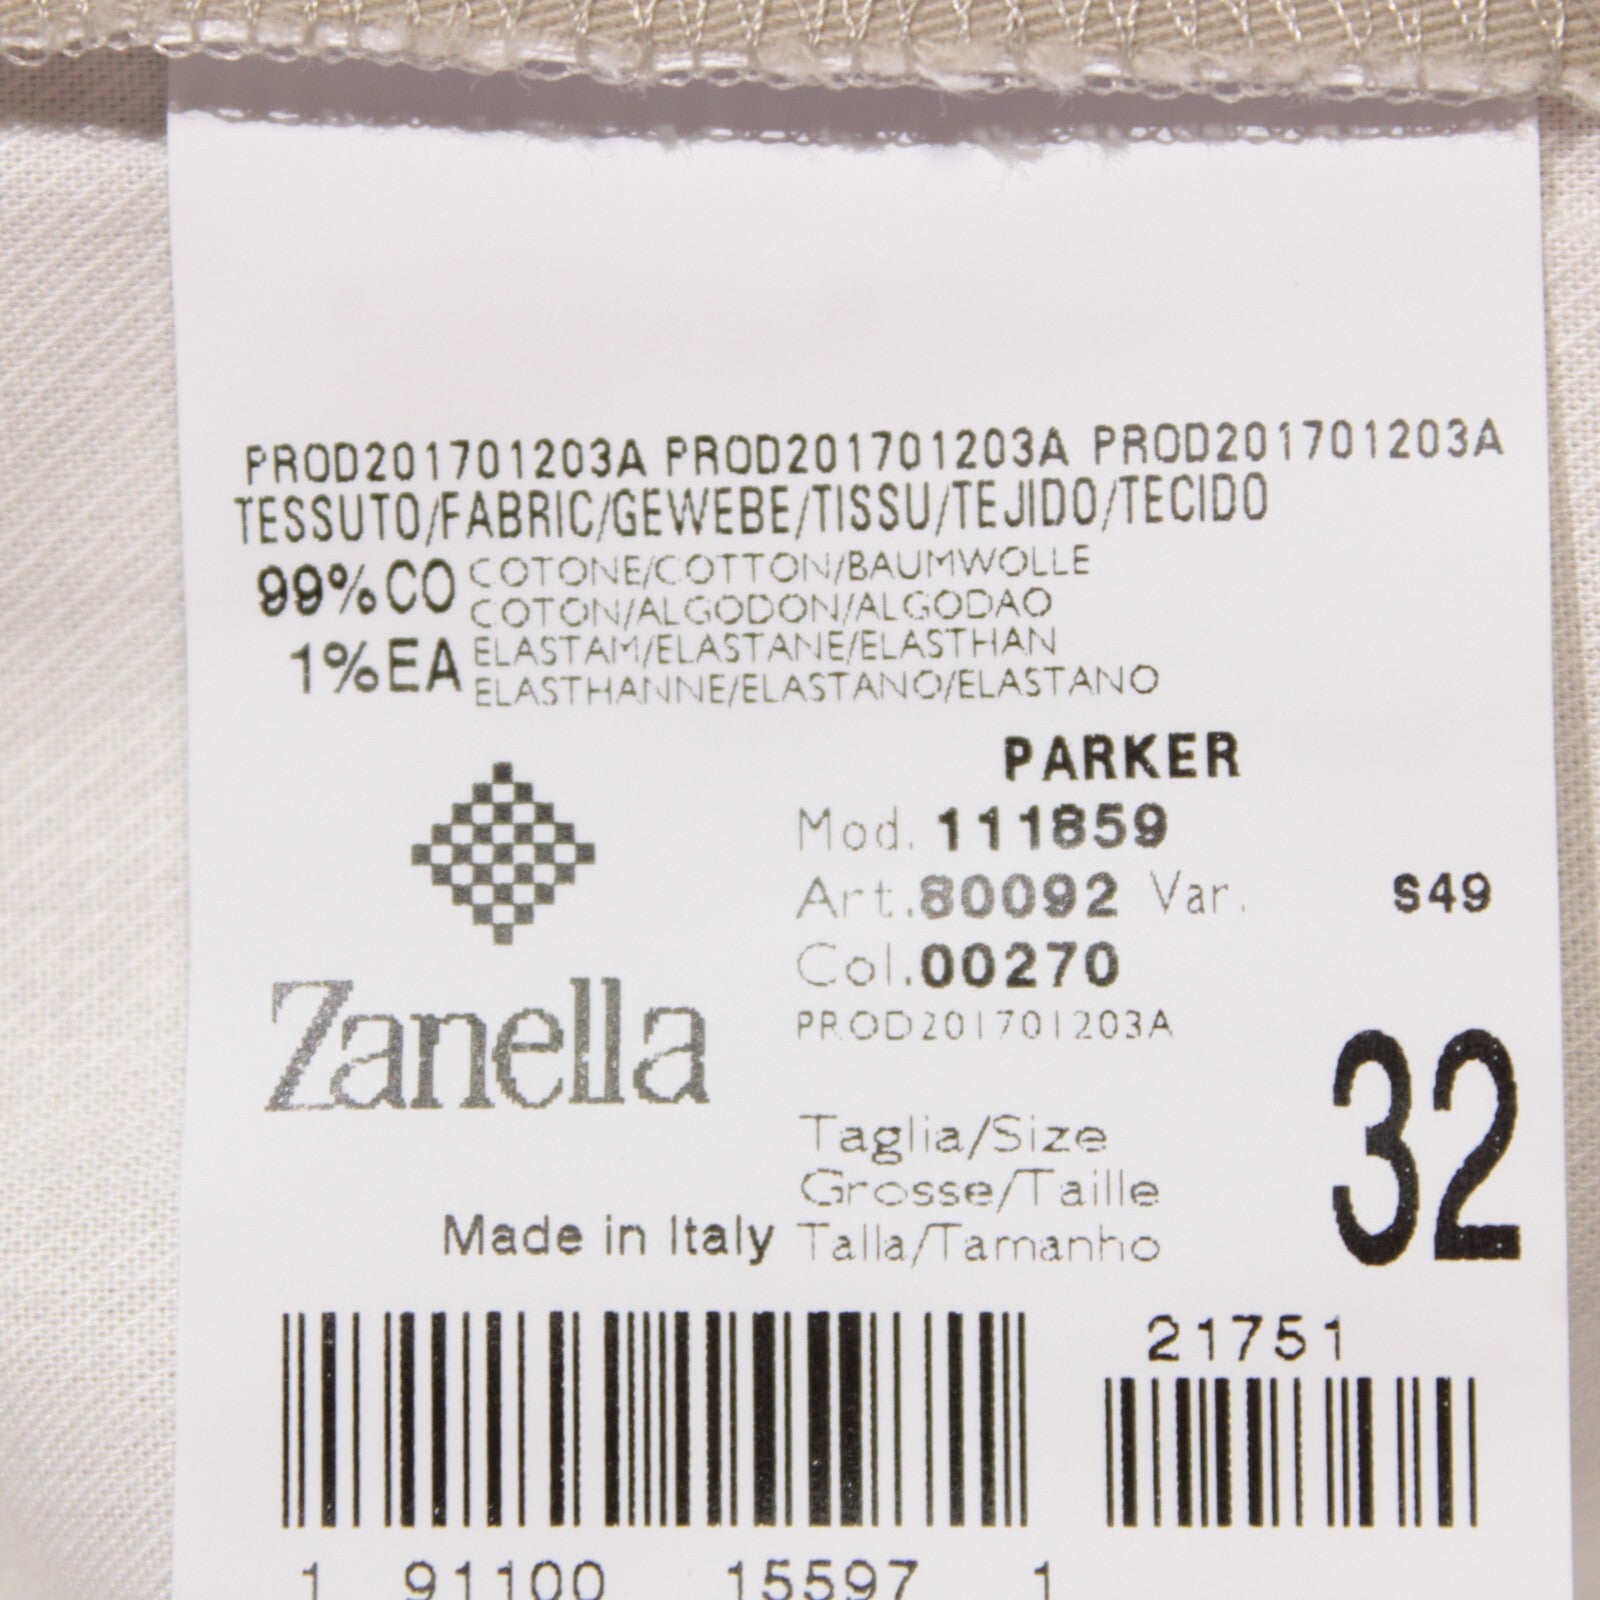 PROD201701203A PROD201701203A PROD201701203A
TESSUTO/FABRIC/GEWEBE/TISSU/TEJIDO/TECIDO
99%CO COTONE/COTTON/BAUMWOLLE
COTON/ALGODON/ALGODAO
1%EA ELASTAM/ELASTANE/ELASTHAN
ELASTHANNE/ELASTANO/ELASTANO
PARKER
Mod. 111859
Art.80092 Var. S49
Col.00270
PROD201701203A
Zanella
Taglia/Size
Grosse/Taille
Talla/Tamanho
32
Made in Italy
21751
1 91100 15597 1